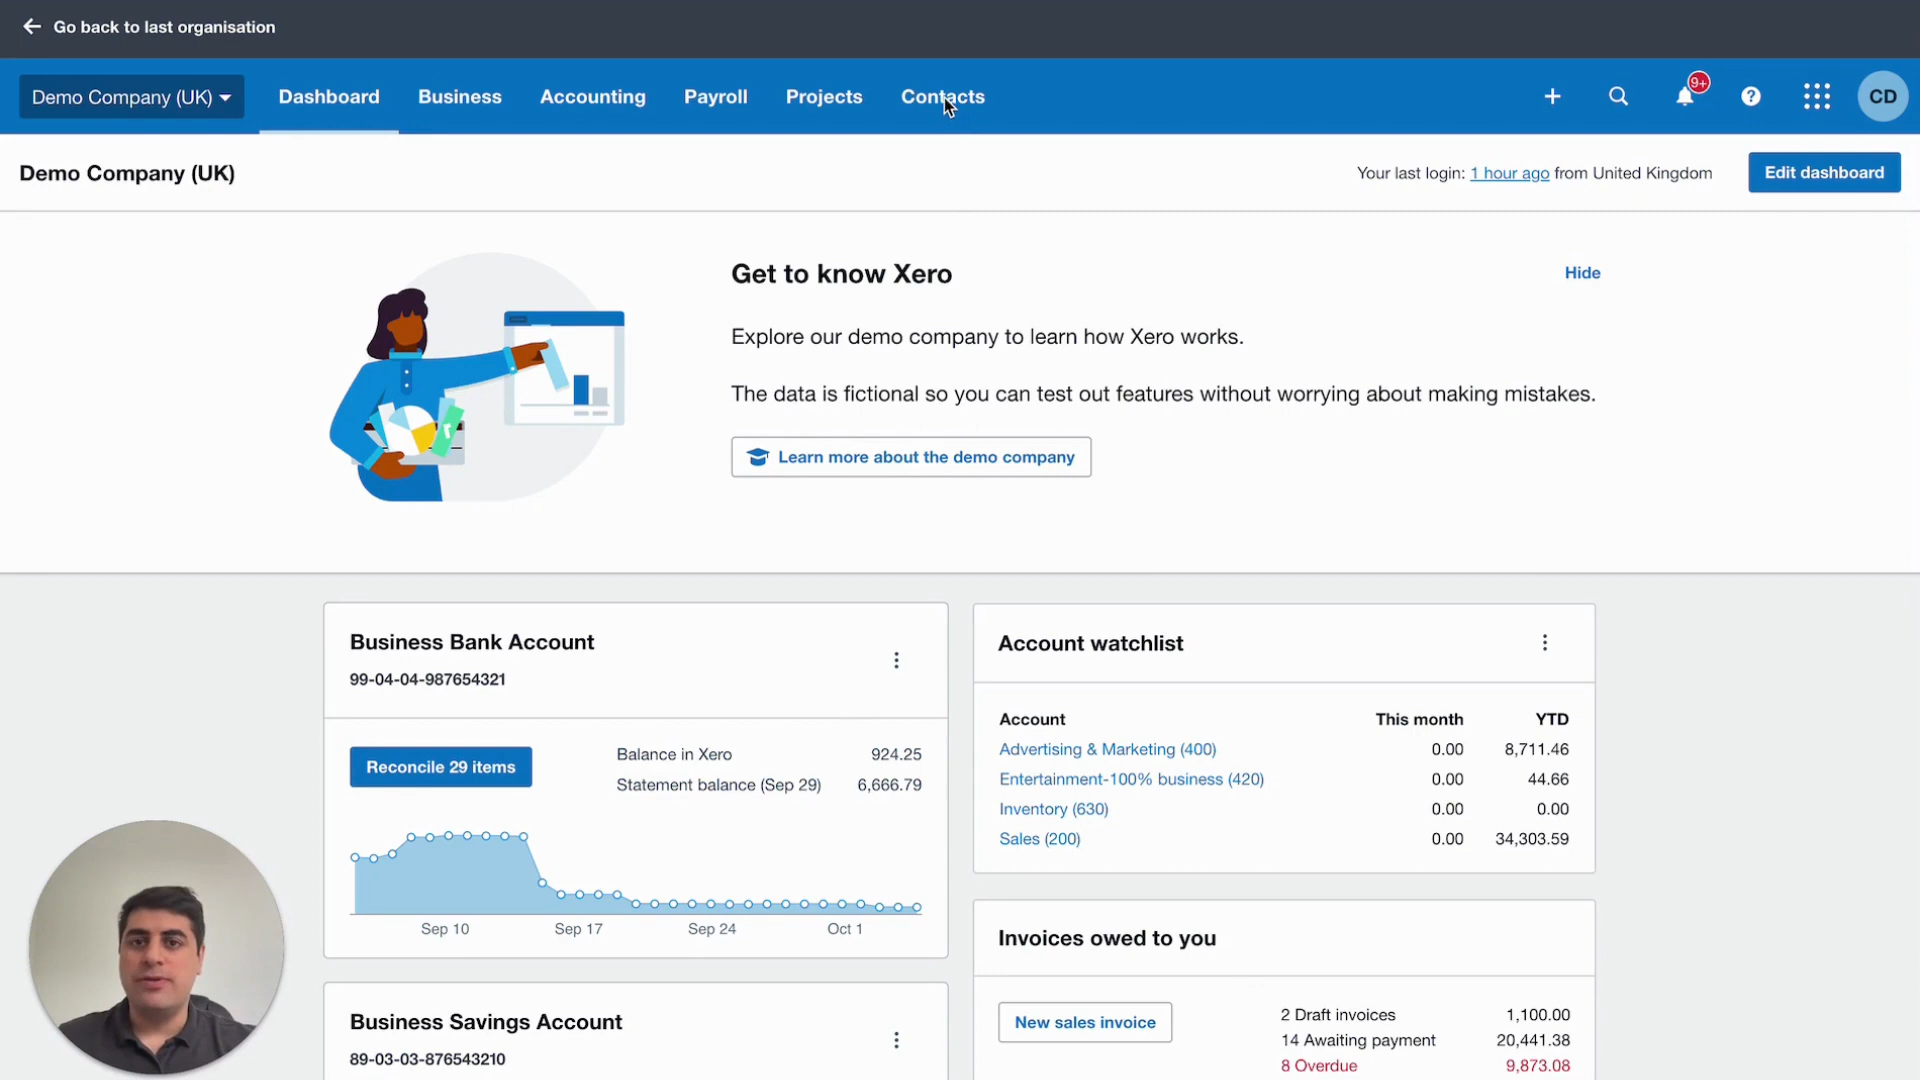 Go back to last organisation
Demo Company (UK)
Dashboard
Business
Accounting
Payroll
Projects
Contacts
9+
CD
Demo Company (UK)
Your last login: 1 hour ago from United Kingdom
Edit dashboard
Get to know Xero
Hide
Explore our demo company to learn how Xero works.
The data is fictional so you can test out features without worrying about making mistakes.
Learn more about the demo company
Business Bank Account
99-04-04-987654321
Reconcile 29 items
Balance in Xero 924.25
Statement balance (Sep 29) 6,666.79
Sep 10 Sep 17 Sep 24 Oct 1
Business Savings Account
89-03-03-876543210
Account watchlist
Account This month YTD
Advertising & Marketing (400) 0.00 8,711.46
Entertainment-100% business (420) 0.00 44.66
Inventory (630) 0.00 0.00
Sales (200) 0.00 34,303.59
Invoices owed to you
New sales invoice
2 Draft invoices 1,100.00
14 Awaiting payment 20,441.38
8 Overdue 9,873.08